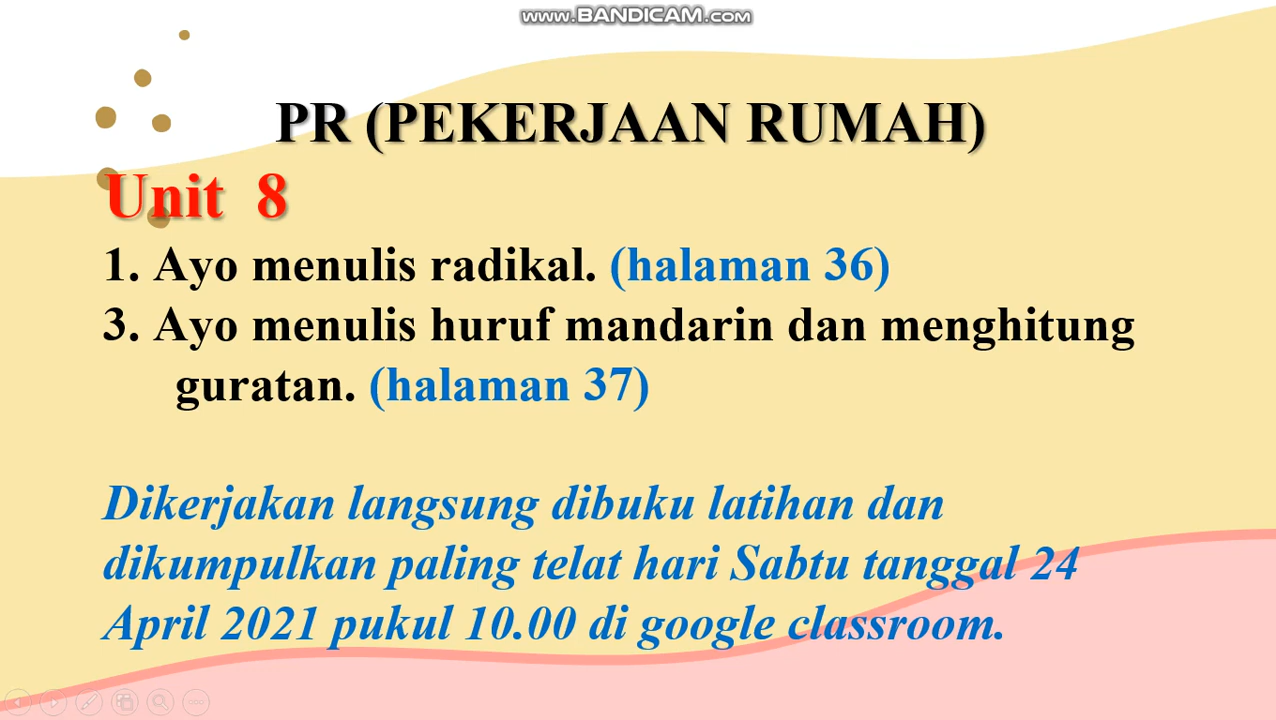 www.BANDICAM.com
PR (PEKERJAAN RUMAH)
Unit 8
1. Ayo menulis radikal. (halaman 36)
3. Ayo menulis huruf mandarin dan menghitung
guratan. (halaman 37)
Dikerjakan langsung dibuku latihan dan
dikumpulkan paling telat hari Sabtu tanggal 24
April 2021 pukul 10.00 di google classroom.